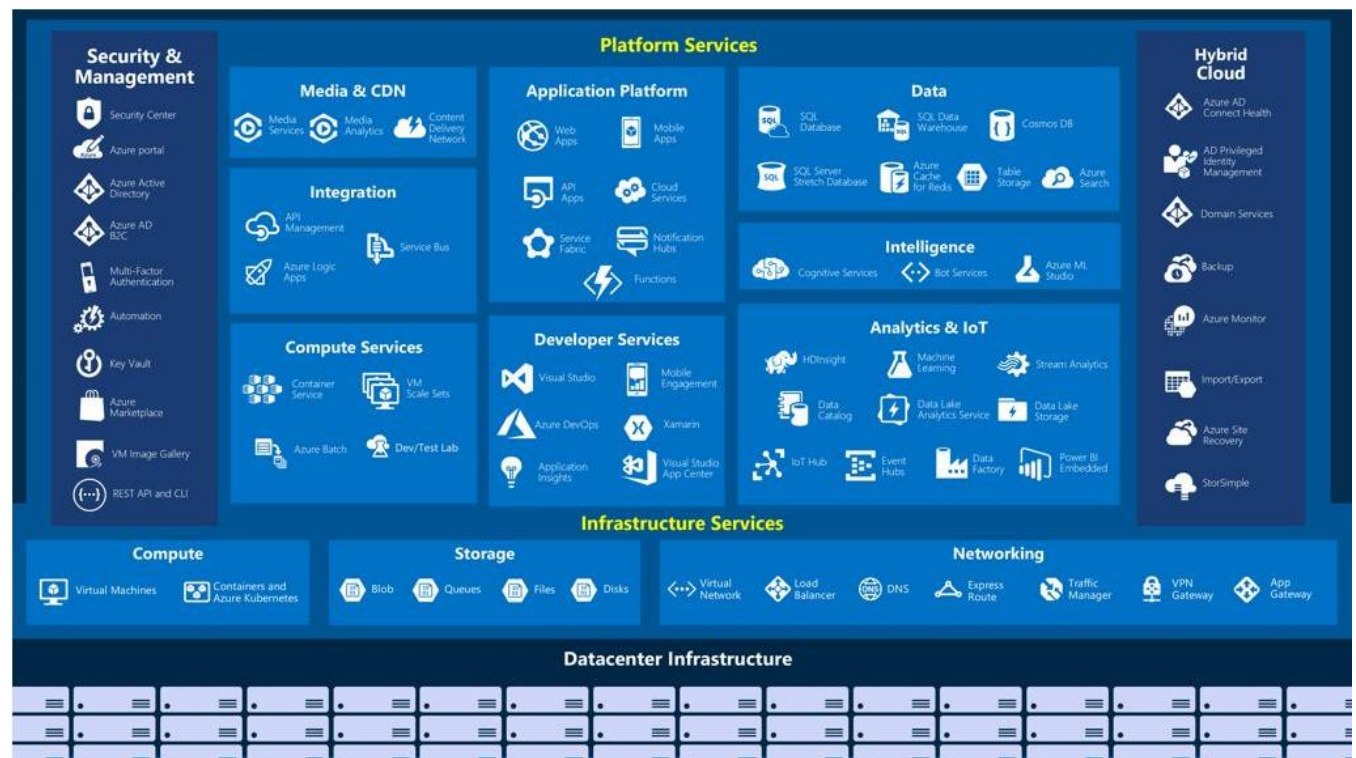 Platform Services
Security &
Management
Security Center
Azure
Azure portal
Azure Active
Directory
Azure AD
B2C
Multi-Factor
Authentication
Automation
Key Vault
Azure
Marketplace
VM Image Gallery
REST API and CLI
Media & CDN
Media
Services
Media
Analytics
Content
Delivery
Network
Integration
API
Management
Service Bus
Azure Logic
Apps
Compute Services
Container
Service
VM
Scale Sets
Azure Batch
Dev/Test Lab
Application Platform
Web
Apps
Mobile
Apps
API
Apps
Cloud
Services
Service
Fabric
Notification
Hubs
Functions
Developer Services
Visual Studio
Mobile
Engagement
Azure DevOps
Xamarin
Application
Insights
Visual Studio
App Center
Data
SQL
SQL
Database
SQL
SQL Data
Warehouse
Cosmos DB
SQL
SQL Server
Stretch Database
Azure
Cache
for Redis
Table
Storage
Azure
Search
Intelligence
Cognitive Services
Bot Services
Azure ML
Studio
Analytics & IoT
HDInsight
Machine
Learning
Stream Analytics
Data
Catalog
Data Lake
Analytics Service
Data Lake
Storage
IoT Hub
Event
Hubs
Data
Factory
Power BI
Embedded
Hybrid
Cloud
Azure AD
Connect Health
AD Privileged
Identity
Management
Domain Services
Backup
Azure Monitor
Import/Export
Azure Site
Recovery
StorSimple
Infrastructure Services
Compute
Virtual Machines
Containers and
Azure Kubernetes
Storage
Blob
Queues
Files
Disks
Networking
Virtual
Network
Load
Balancer
DNS
DNS
Express
Route
Traffic
Manager
VPN
Gateway
App
Gateway
Datacenter Infrastructure